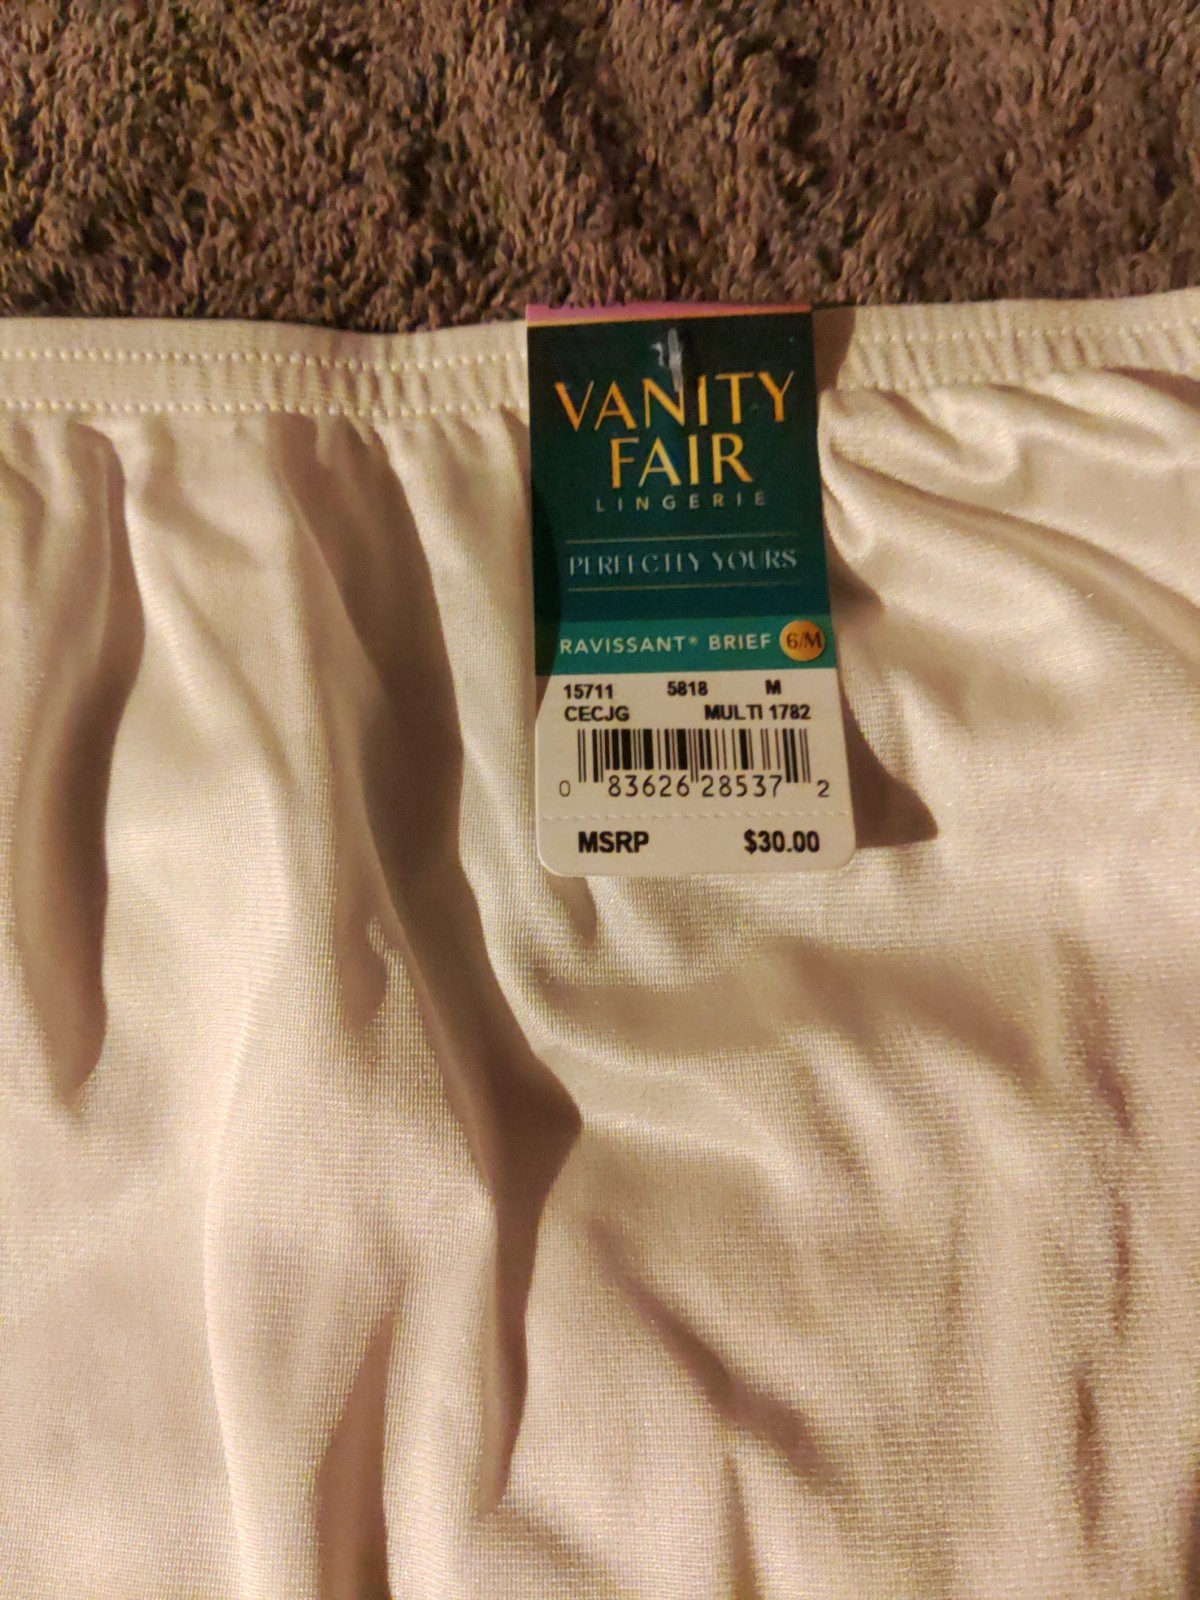 VANITY
FAIR
LINGERIE
PERFECTLY YOURS
RAVISSANT® BRIEF 6/M
15711 5818 M
CECJG MULTI 1782
0 83626 28537 2
MSRP $30.00